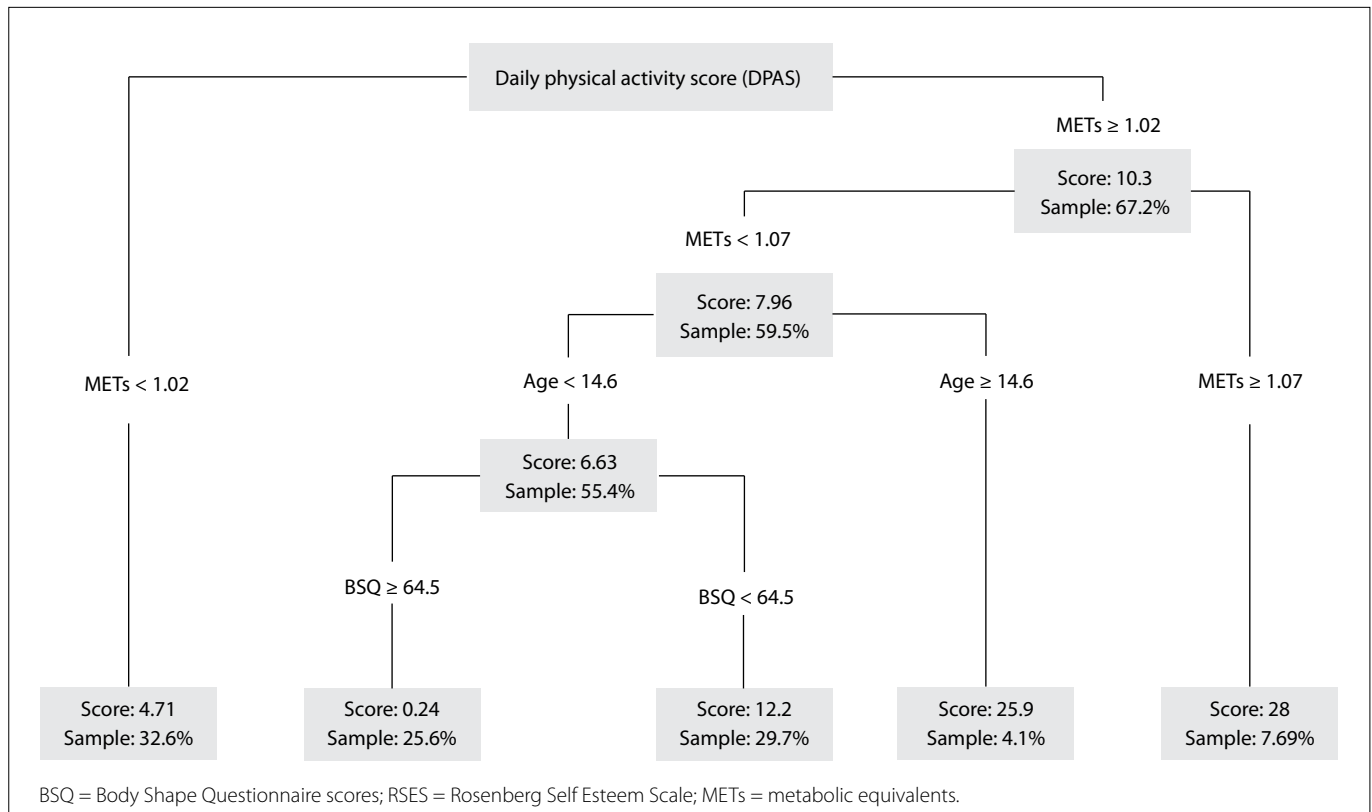 Daily physical activity score (DPAS)
METs ≥ 1.02
Score: 10.3
Sample: 67.2%
METs < 1.07
Score: 7.96
Sample: 59.5%
METs < 1.02
Age < 14.6
Age ≥ 14.6
METs ≥ 1.07
Score: 6.63
Sample: 55.4%
BSQ ≥ 64.5
BSQ < 64.5
Score: 4.71
Sample: 32.6%
Score: 0.24
Sample: 25.6%
Score: 12.2
Sample: 29.7%
Score: 25.9
Sample: 4.1%
Score: 28
Sample: 7.69%
BSQ = Body Shape Questionnaire scores; RSES = Rosenberg Self Esteem Scale; METs = metabolic equivalents.